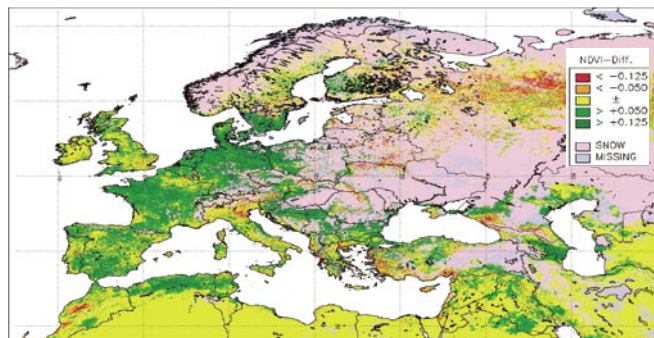 NDVI-Diff.
< -0.125
< -0.050
±
> +0.050
> +0.125
SNOW
MISSING